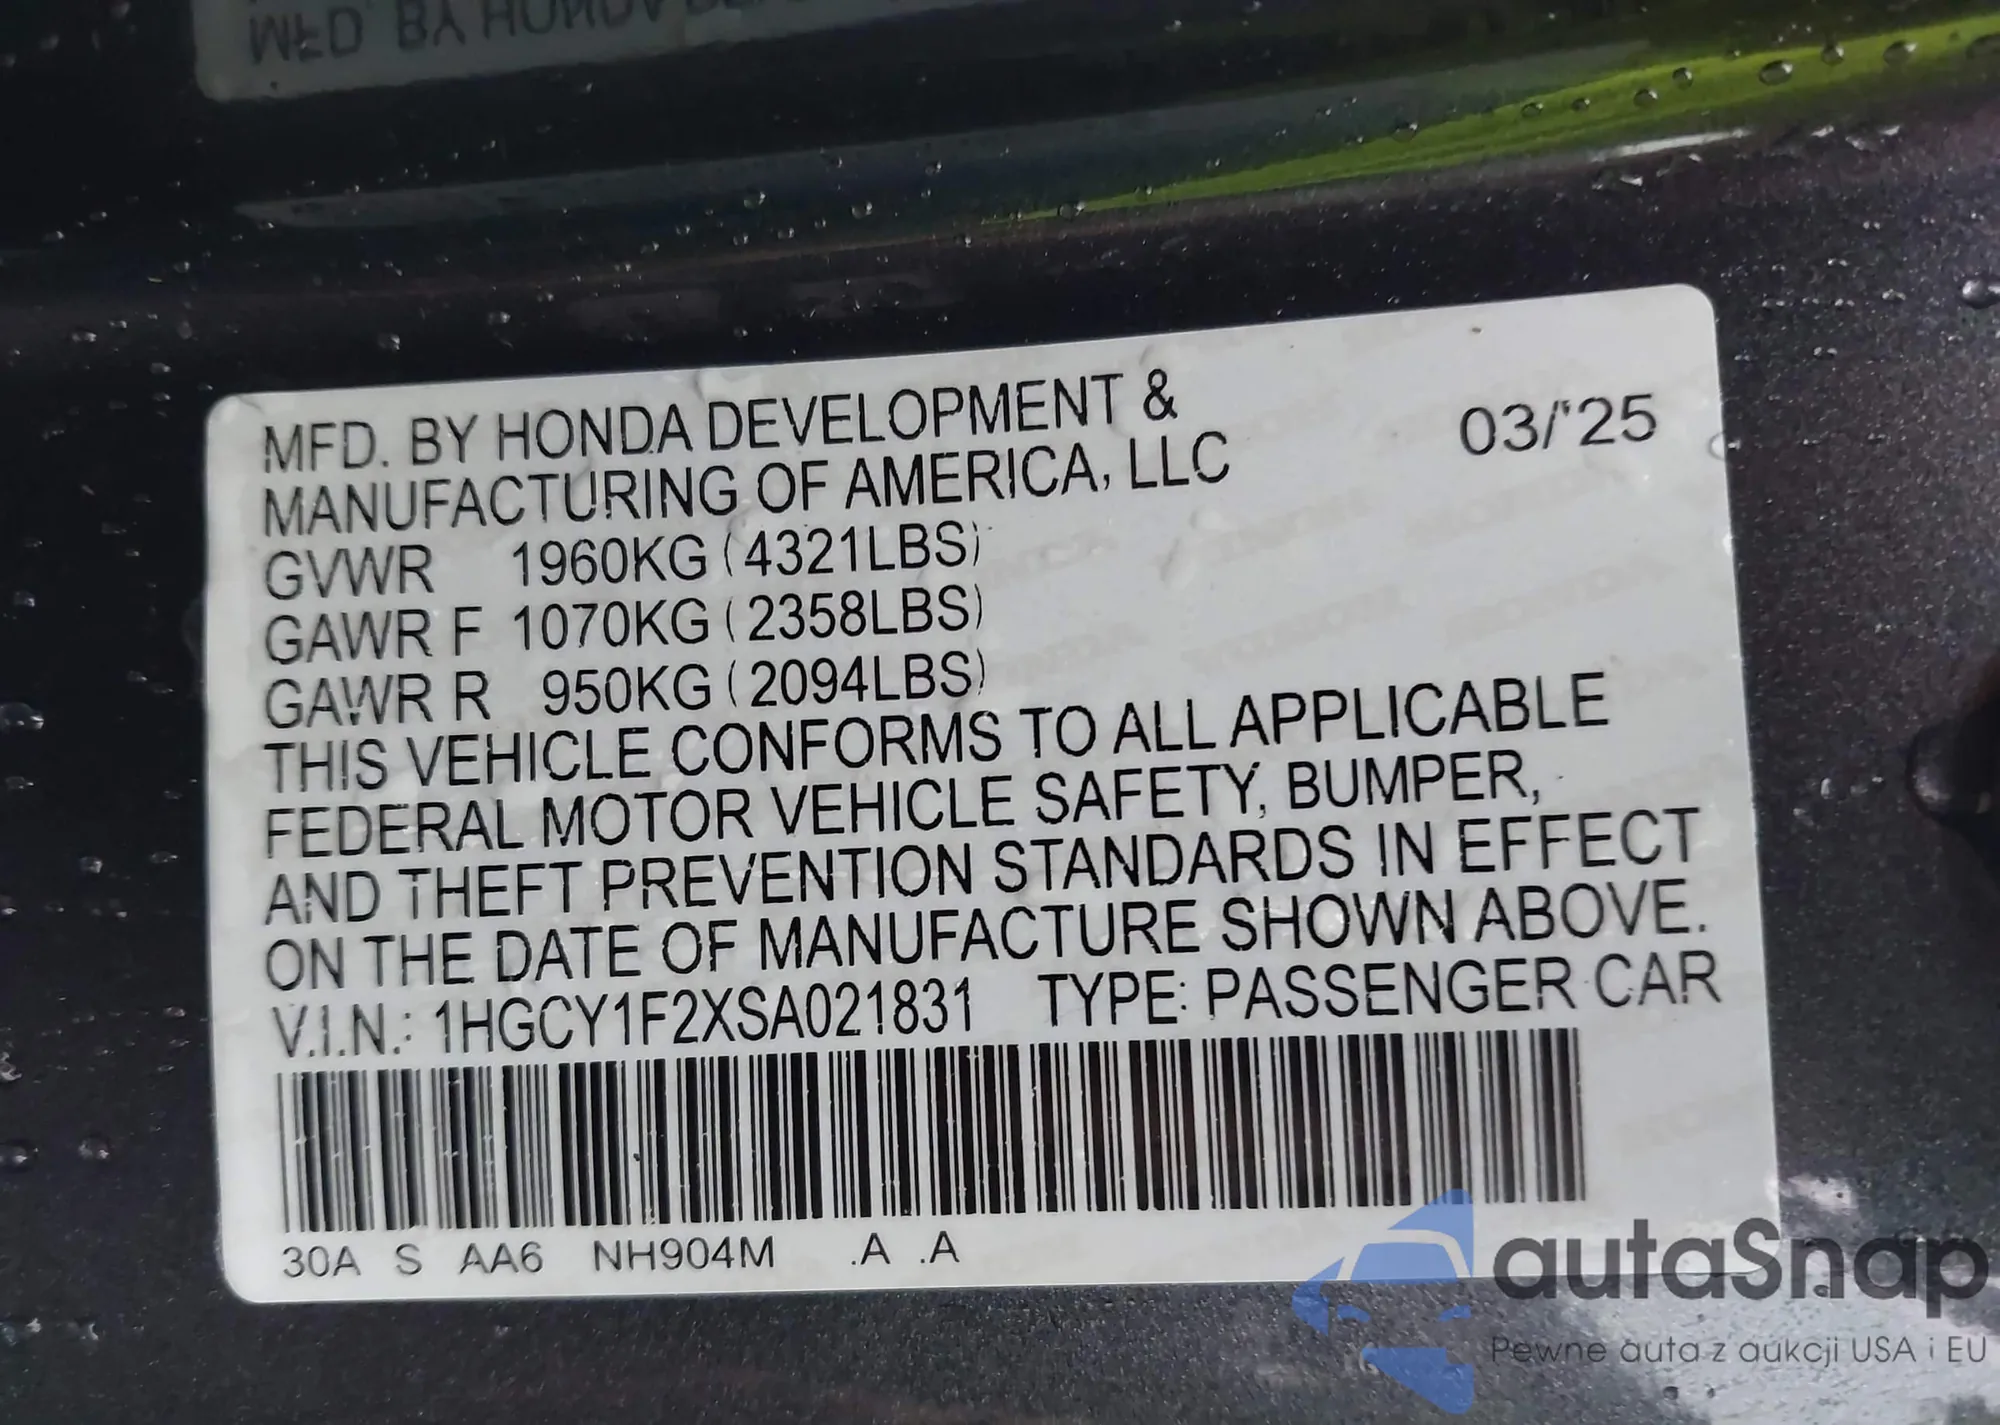 MFD. BY HONDA DE
MFD. BY HONDA DEVELOPMENT &
MANUFACTURING OF AMERICA, LLC
03/'25
GVWR 1960KG (4321LBS)
GAWR F 1070KG (2358LBS)
GAWR R 950KG (2094LBS)
THIS VEHICLE CONFORMS TO ALL APPLICABLE
FEDERAL MOTOR VEHICLE SAFETY, BUMPER,
AND THEFT PREVENTION STANDARDS IN EFFECT
ON THE DATE OF MANUFACTURE SHOWN ABOVE.
V.I.N.: 1HGCY1F2XSA021831 TYPE: PASSENGER CAR
30A S AA6 NH904M .A .A
autaSnap
Pewne auta z aukcji USA i EU